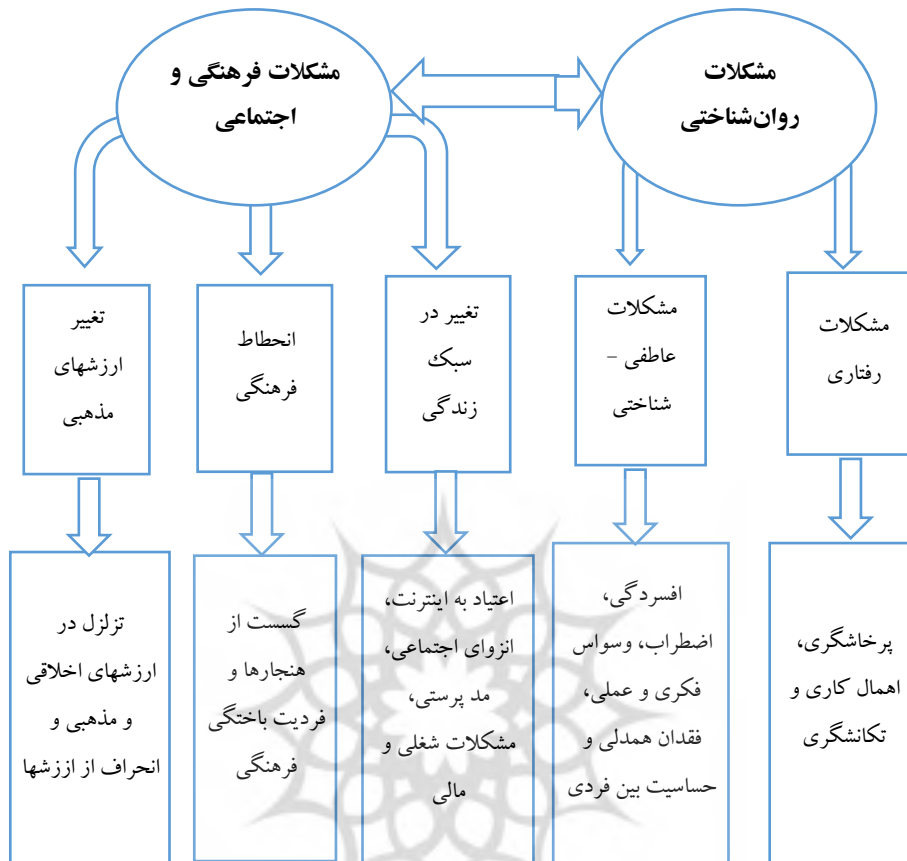 مشکلات
روان‌شناختی
مشکلات فرهنگی و
اجتماعی
مشکلات
رفتاری
مشکلات
عاطفی –
شناختی
تغییر در
سبک
زندگی
انحطاط
فرهنگی
تغییر
ارزشهای
مذهبی
پرخاشگری،
اهمال کاری و
تکانشگری
افسردگی،
اضطراب، وسواس
فکری و عملی،
فقدان همدلی و
حساسیت بین فردی
اعتیاد به اینترنت،
انزوای اجتماعی،
مد پرستی،
مشکلات شغلی و
مالی
گسست از
هنجارها و
فردیت باختگی
فرهنگی
تزلزل در
ارزشهای اخلاقی
و مذهبی و
انحراف از اززشها